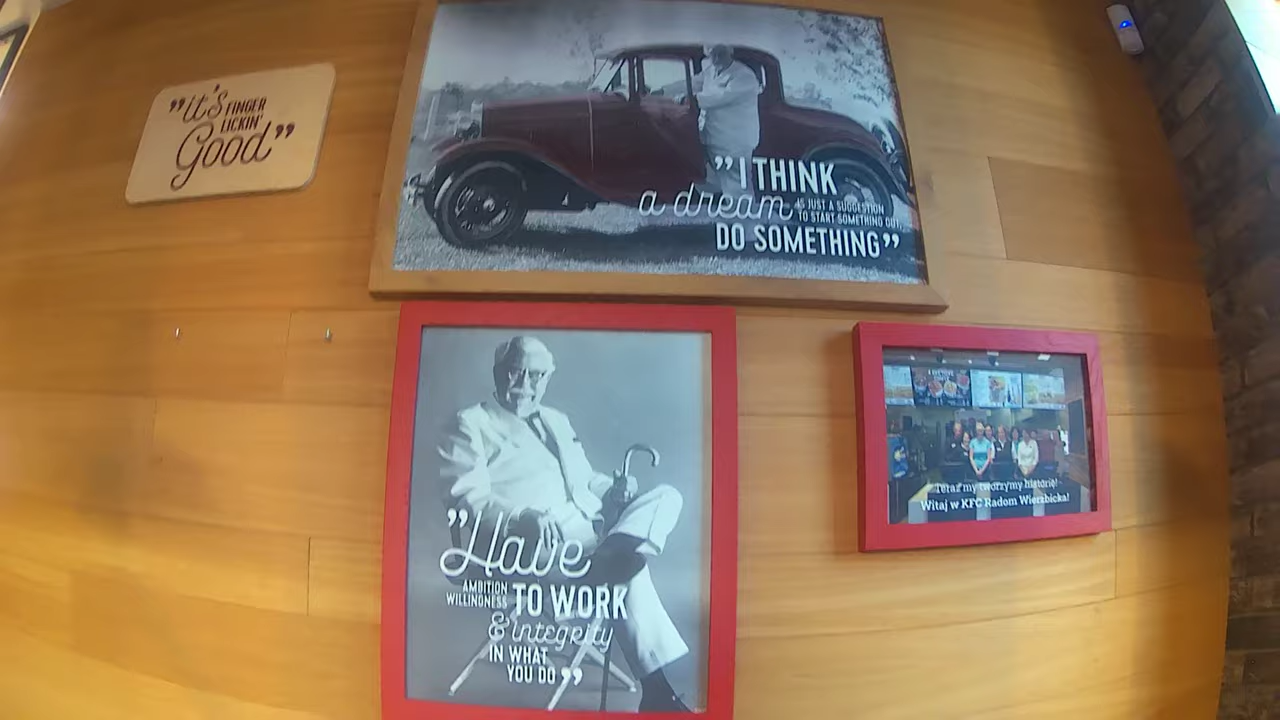 "it's FINGER
LICKIN'
Good"
"I THINK
a dream IS JUST A SUGGESTION
TO START SOMETHING OUT,
DO SOMETHING"
"Have
AMBITION
WILLINGNESS TO WORK
& integrity
IN WHAT
YOU DO"
Teraz my tworzymy historię!
Witaj w KFC Radom Wierzbicka!